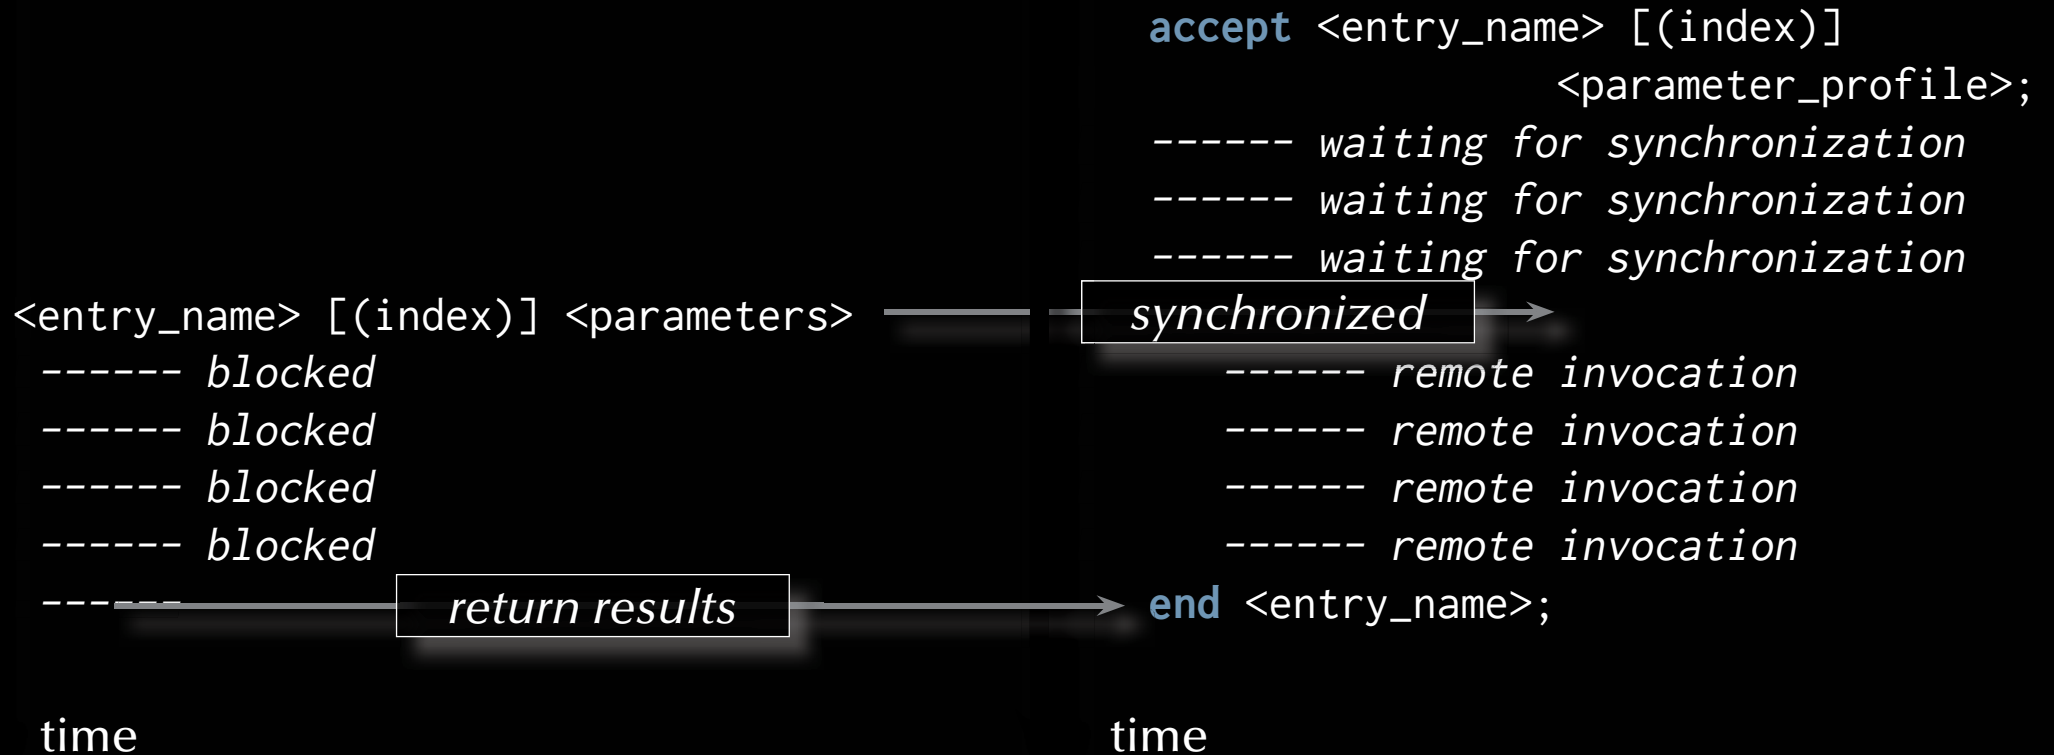 accept <entry_name> [(index)]
<parameter_profile>;
------ waiting for synchronization
------ waiting for synchronization
------ waiting for synchronization
<entry_name> [(index)] <parameters>
synchronized
------ blocked
------ remote invocation
------ blocked
------ remote invocation
------ blocked
------ remote invocation
------ blocked
------ remote invocation
------
return results
end <entry_name>;
time
time